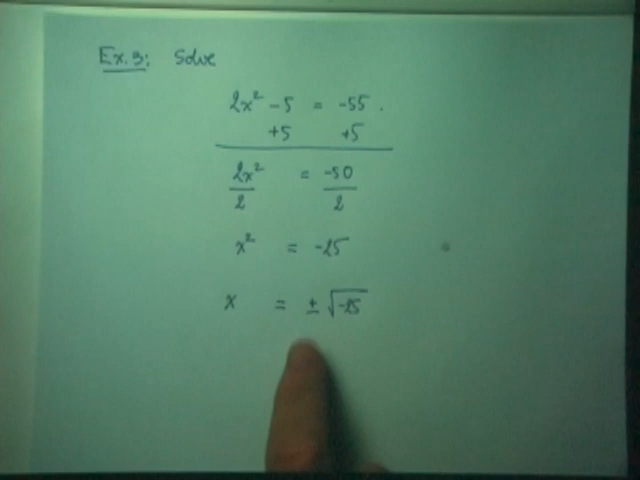 Ex.3: Solve
2x² - 5 = -55.
+5 +5
2x²/2 = -50/2
x² = -25
x = ±√-25